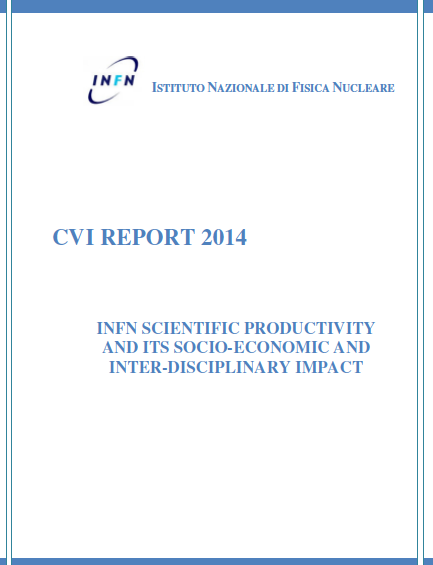 INFN
ISTITUTO NAZIONALE DI FISICA NUCLEARE
CVI REPORT 2014
INFN SCIENTIFIC PRODUCTIVITY
AND ITS SOCIO-ECONOMIC AND
INTER-DISCIPLINARY IMPACT